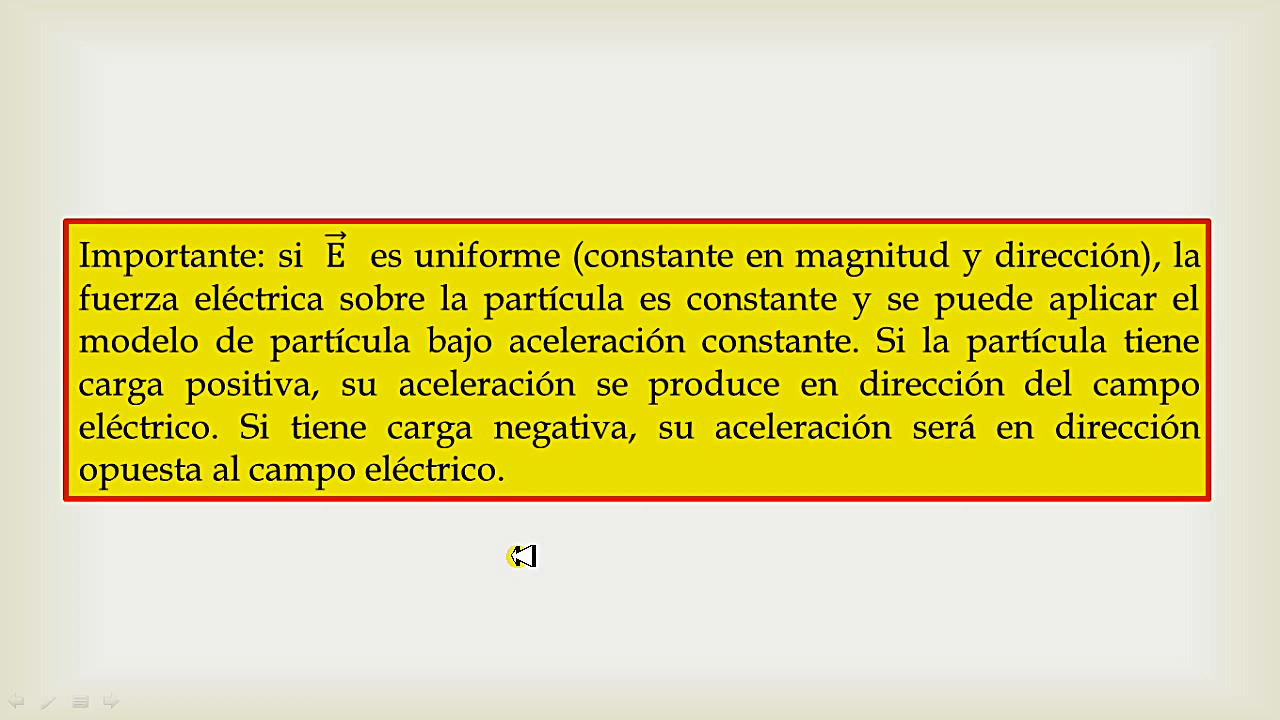 Importante: si E⃗ es uniforme (constante en magnitud y dirección), la
fuerza eléctrica sobre la partícula es constante y se puede aplicar el
modelo de partícula bajo aceleración constante. Si la partícula tiene
carga positiva, su aceleración se produce en dirección del campo
eléctrico. Si tiene carga negativa, su aceleración será en dirección
opuesta al campo eléctrico.